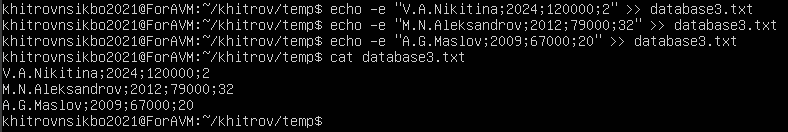 khitrovnsikbo2021@ForAVM:~/khitrov/temp$ echo -e "V.A.Nikitina;2024;120000;2" >> database3.txt
khitrovnsikbo2021@ForAVM:~/khitrov/temp$ echo -e "M.N.Aleksandrov;2012;79000;32" >> database3.txt
khitrovnsikbo2021@ForAVM:~/khitrov/temp$ echo -e "A.G.Maslov;2009;67000;20" >> database3.txt
khitrovnsikbo2021@ForAVM:~/khitrov/temp$ cat database3.txt
V.A.Nikitina;2024;120000;2
M.N.Aleksandrov;2012;79000;32
A.G.Maslov;2009;67000;20
khitrovnsikbo2021@ForAVM:~/khitrov/temp$